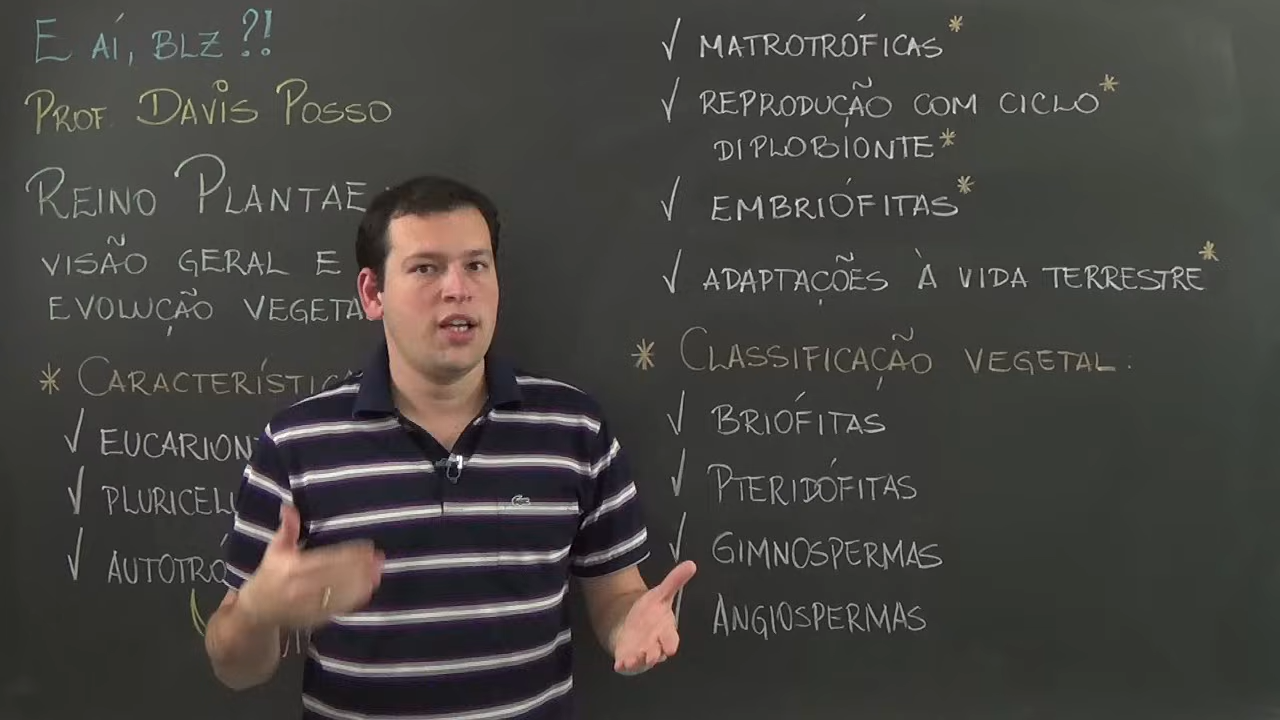 E AÍ, BLZ ?!
PROF. DAVIS POSSO
REINO PLANTAE
VISÃO GERAL E
EVOLUÇÃO VEGETA
* CARACTERÍSTICA
√ EUCARION
√ PLURICEL
√ AUTOTRÓ
√ MATROTRÓFICAS*
√ REPRODUÇÃO COM CICLO*
DIPLOBIONTE*
√ EMBRIÓFITAS*
√ ADAPTAÇÕES À VIDA TERRESTRE*
* CLASSIFICAÇÃO VEGETAL:
√ BRIÓFITAS
√ PTERIDÓFITAS
√ GIMNOSPERMAS
ANGIOSPERMAS